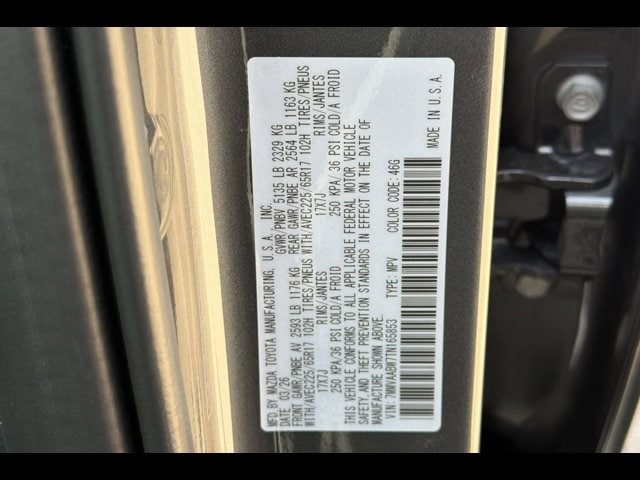 MFD.BY MAZDA TOYOTA MANUFACTURING, U.S.A., INC.
DATE: 03/26 GWR/PNBV 5135 LB 2329 KG
FRONT GAWR/PNBE AV 2593 LB 1176 KG REAR GAWR/PNBE AR 2564 LB 1163 KG
WITH/AVEC225/65R17 102H TIRES/PNEUS WITH/AVEC225/65R17 102H TIRES/PNEUS
17X7J RIMS/JANTES 17X7J RIMS/JANTES
250 KPA/36 PSI COLD/A FROID 250 KPA/ 36 PSI COLD/A FROID
THIS VEHICLE CONFORMS TO ALL APPLICABLE FEDERAL MOTOR VEHICLE
SAFETY, AND THEFT PREVENTION STANDARDS IN EFFECT ON THE DATE OF
MANUFACTURE SHOWN ABOVE.
VIN: 7MMVAABW7TN165853 TYPE: MPV COLOR CODE: 46G
MADE IN U.S.A.